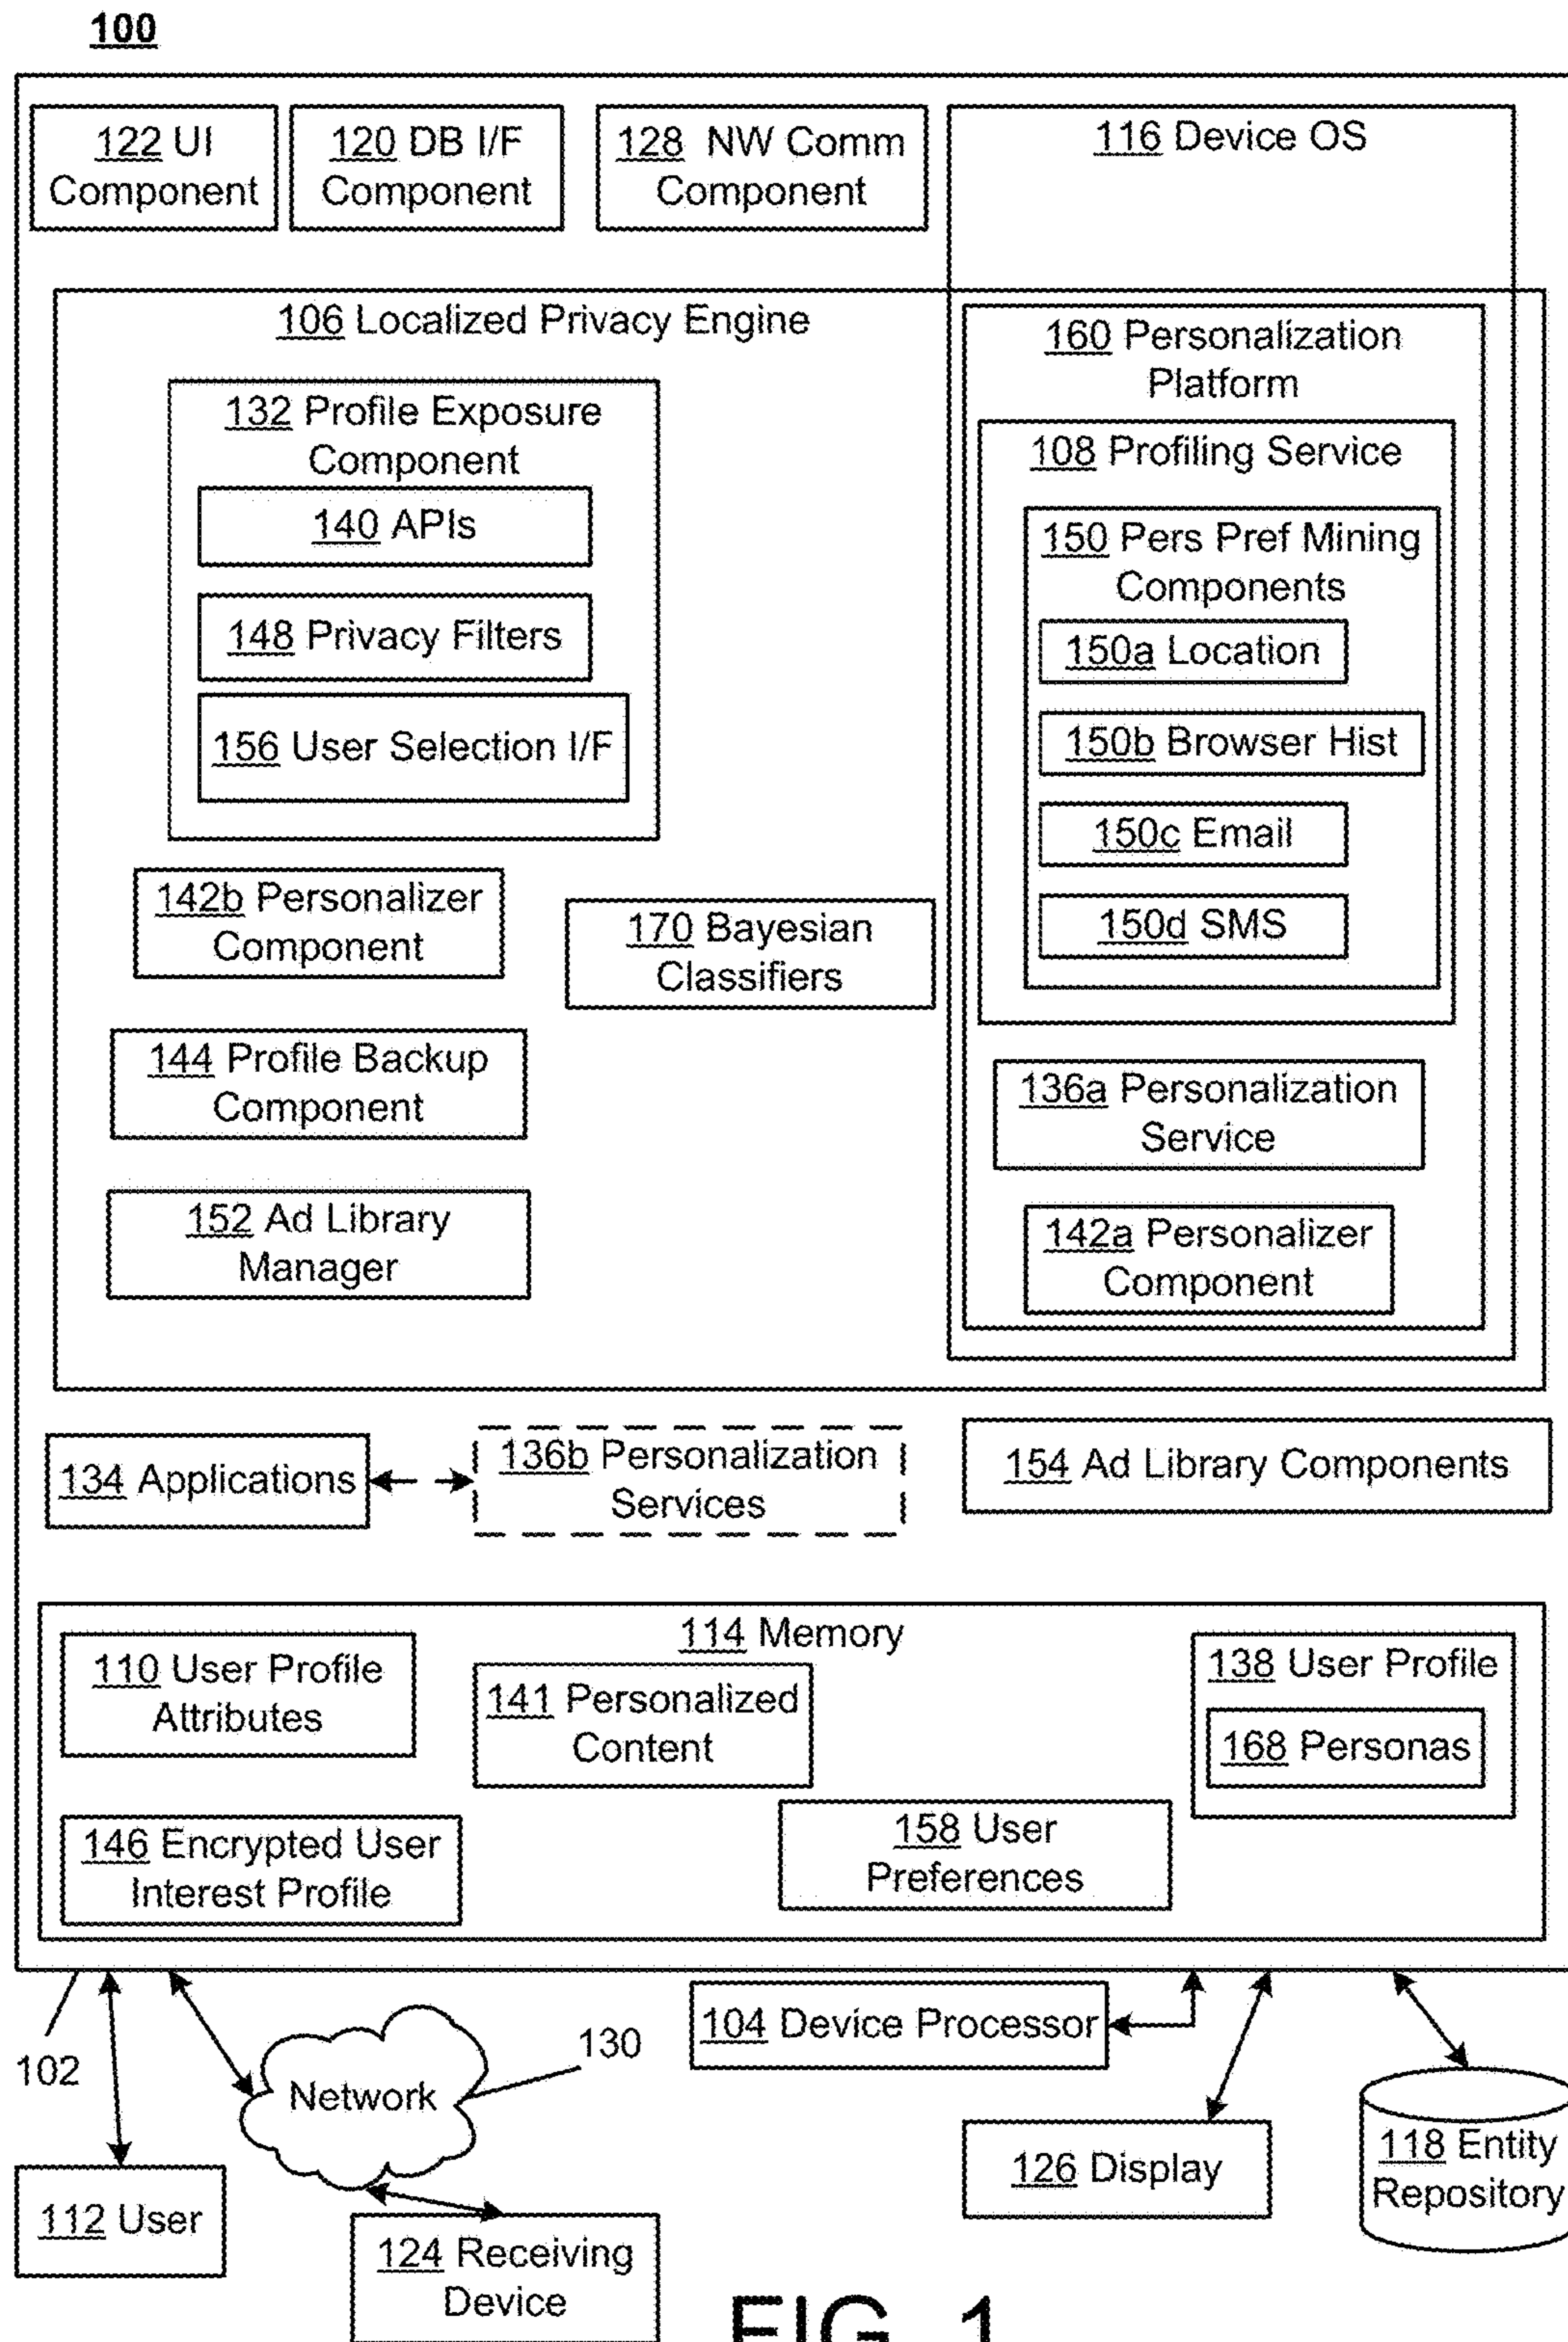 100
122 UI
Component
120 DB I/F
Component
128 NW Comm
Component
116 Device OS
106 Localized Privacy Engine
132 Profile Exposure
Component
140 APIs
148 Privacy Filters
156 User Selection I/F
142b Personalizer
Component
170 Bayesian
Classifiers
144 Profile Backup
Component
152 Ad Library
Manager
160 Personalization
Platform
108 Profiling Service
150 Pers Pref Mining
Components
150a Location
150b Browser Hist
150c Email
150d SMS
136a Personalization
Service
142a Personalizer
Component
134 Applications
136b Personalization
Services
154 Ad Library Components
114 Memory
110 User Profile
Attributes
141 Personalized
Content
138 User Profile
168 Personas
146 Encrypted User
Interest Profile
158 User
Preferences
102
Network
130
104 Device Processor
112 User
124 Receiving
Device
126 Display
118 Entity
Repository
FIG. 1